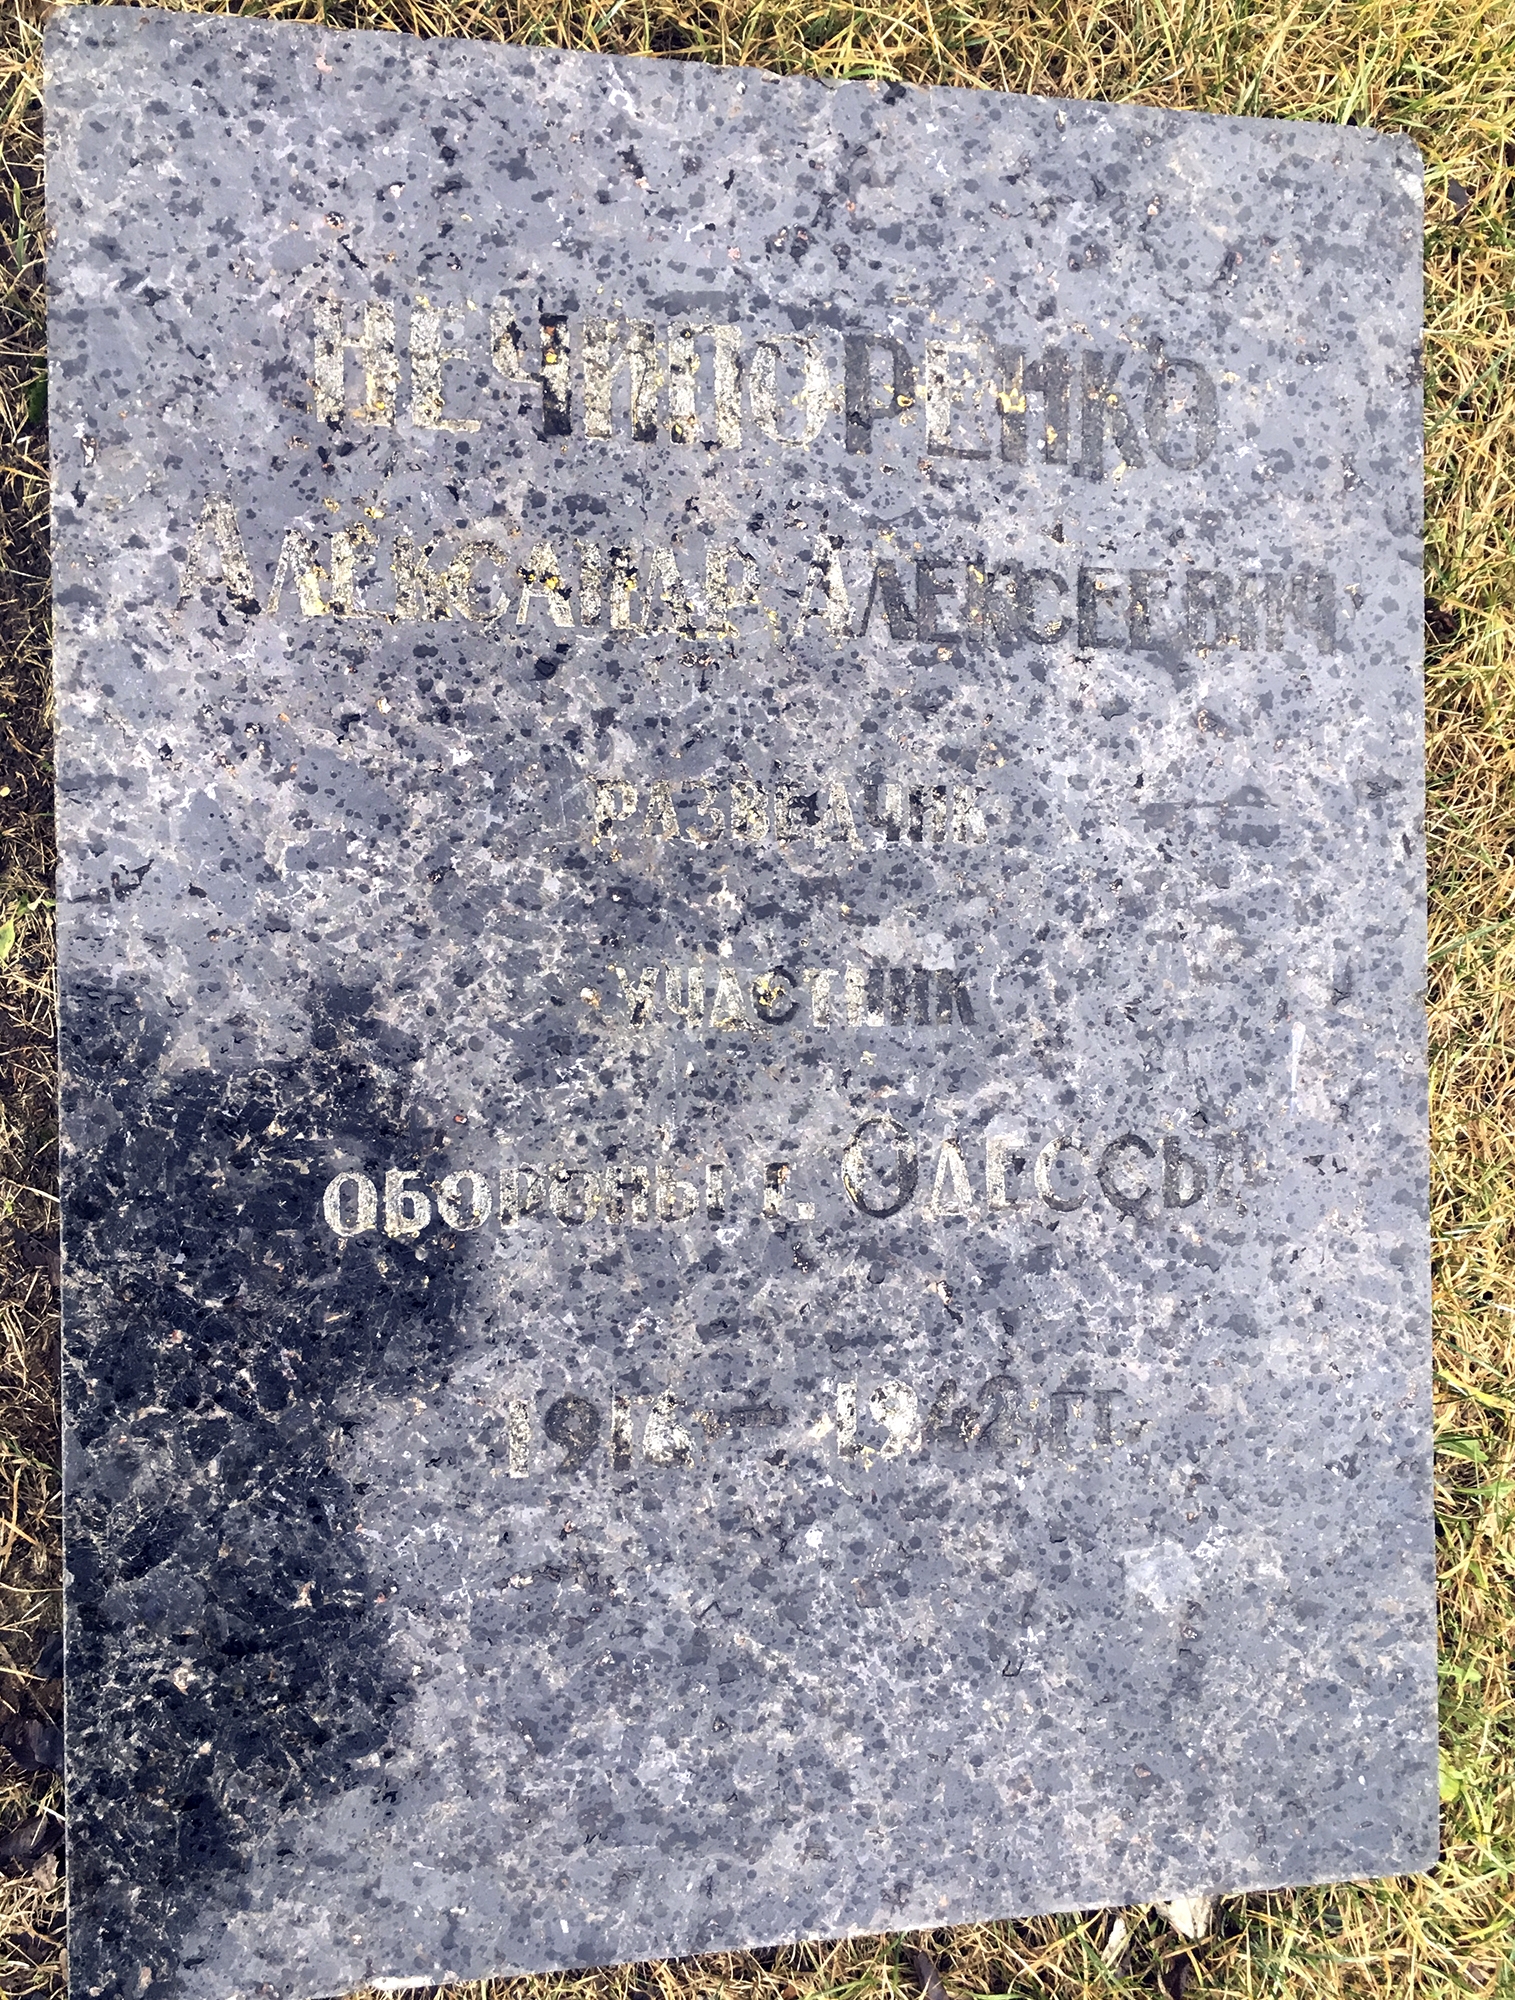 НЕЧИПОРЕНКО
АЛЕКСАНДР АЛЕКСЕЕВИЧ
РАЗВЕДЧИК
УЧАСТНИК
ОБОРОНЫ Г. ОДЕССЫ
1916 – 1942 ГГ.